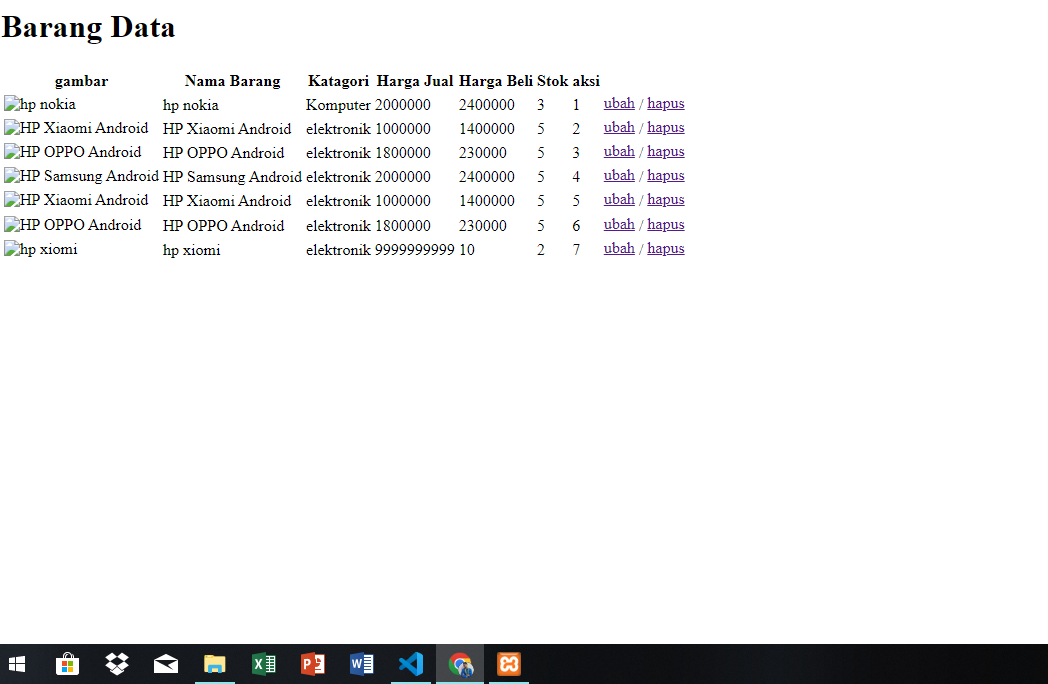 Barang Data
gambar Nama Barang Katagori Harga Jual Harga Beli Stok aksi
hp nokia hp nokia Komputer 2000000 2400000 3 1 ubah / hapus
HP Xiaomi Android HP Xiaomi Android elektronik 1000000 1400000 5 2 ubah / hapus
HP OPPO Android HP OPPO Android elektronik 1800000 230000 5 3 ubah / hapus
HP Samsung Android HP Samsung Android elektronik 2000000 2400000 5 4 ubah / hapus
HP Xiaomi Android HP Xiaomi Android elektronik 1000000 1400000 5 5 ubah / hapus
HP OPPO Android HP OPPO Android elektronik 1800000 230000 5 6 ubah / hapus
hp xiomi hp xiomi elektronik 9999999999 10 2 7 ubah / hapus